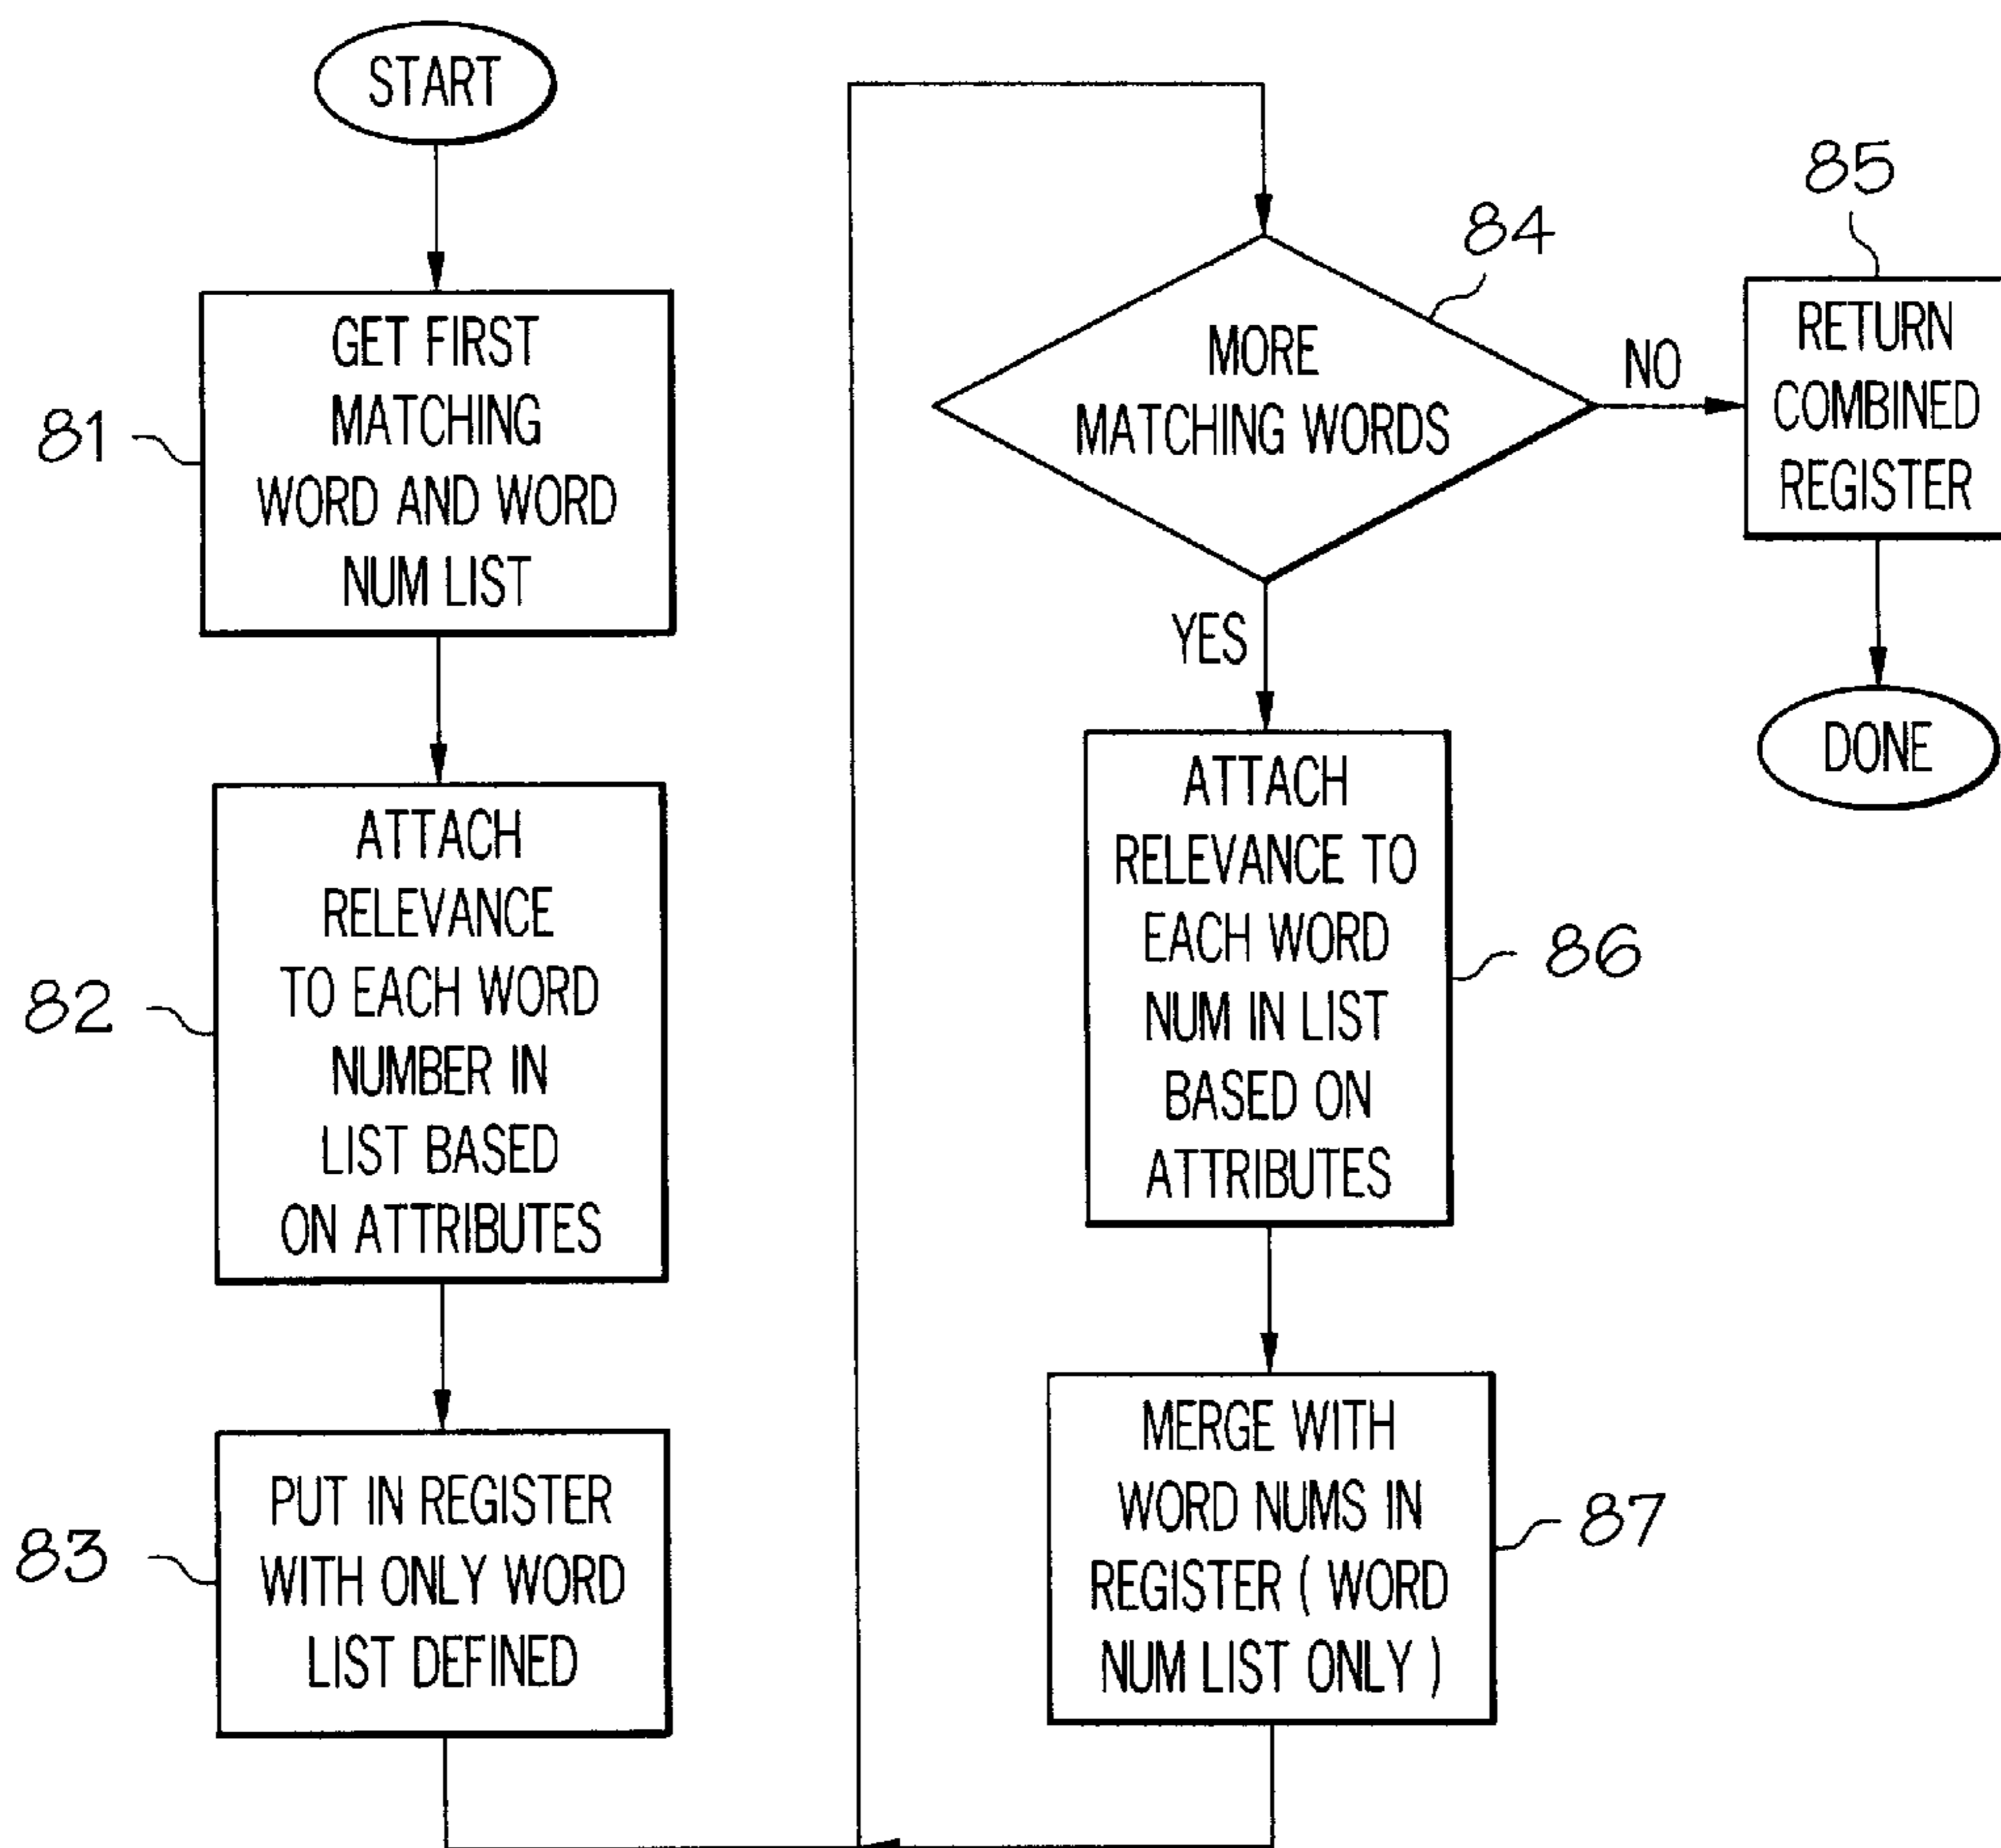 START
81
GET FIRST
MATCHING
WORD AND WORD
NUM LIST
82
ATTACH
RELEVANCE
TO EACH WORD
NUMBER IN
LIST BASED
ON ATTRIBUTES
83
PUT IN REGISTER
WITH ONLY WORD
LIST DEFINED
84
MORE
MATCHING WORDS
NO
YES
85
RETURN
COMBINED
REGISTER
DONE
86
ATTACH
RELEVANCE TO
EACH WORD
NUM IN LIST
BASED ON
ATTRIBUTES
87
MERGE WITH
WORD NUMS IN
REGISTER ( WORD
NUM LIST ONLY )